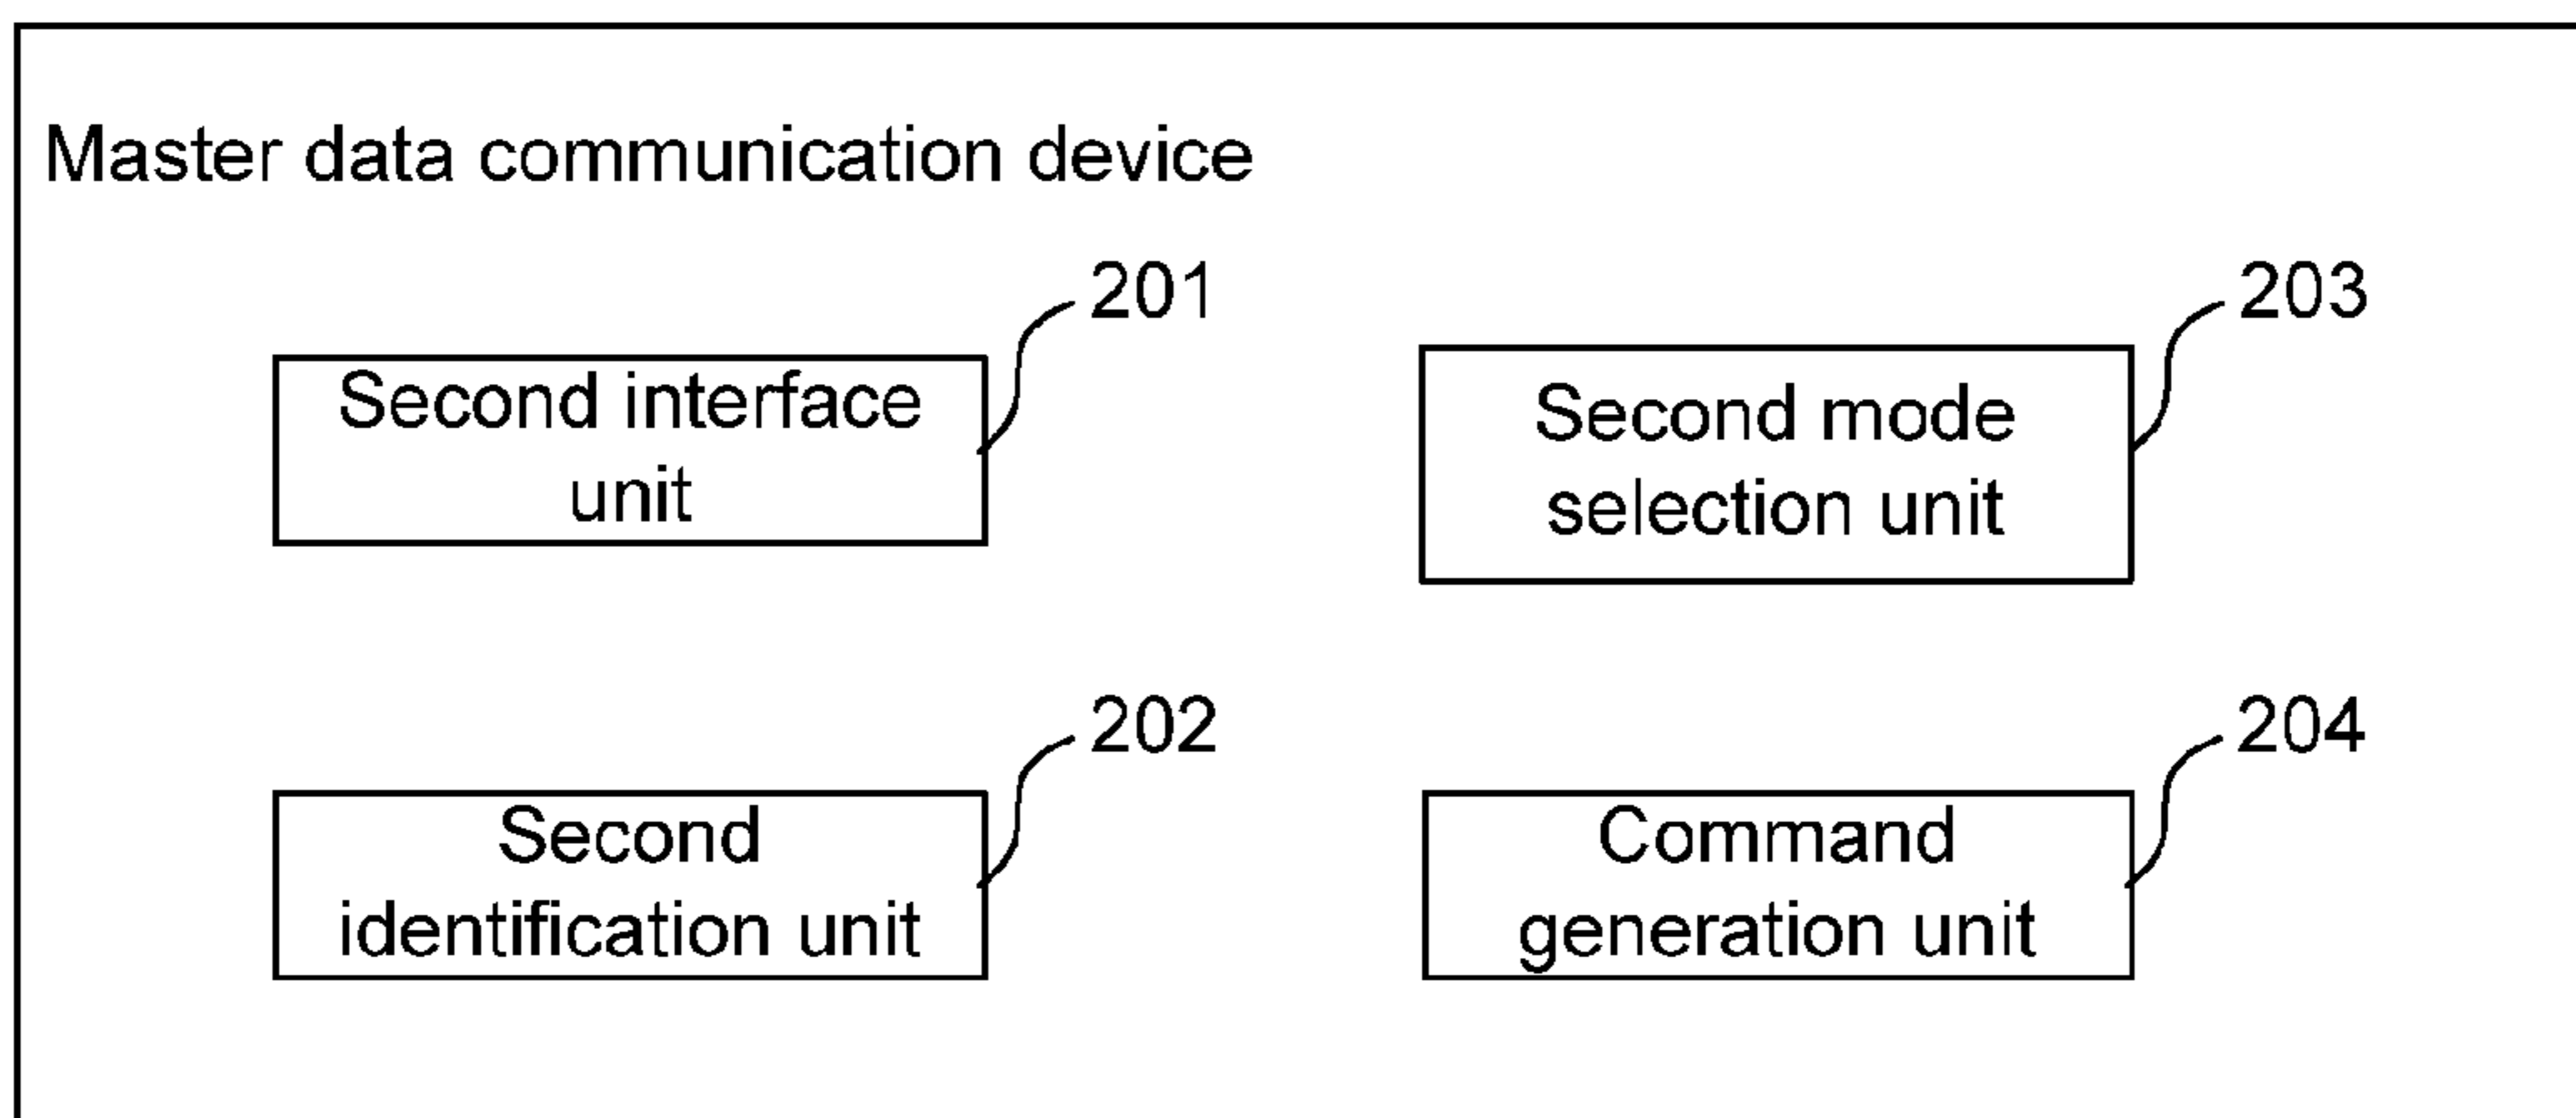 Master data communication device
201
Second interface
unit
203
Second mode
selection unit
202
Second
identification unit
204
Command
generation unit